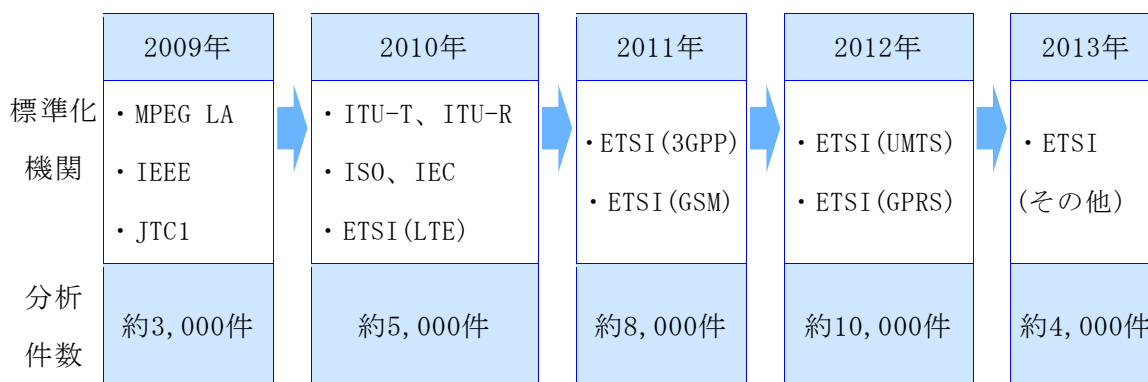 2009年 2010年 2011年 2012年 2013年
標準化
機関
・MPEG LA
・IEEE
・JTC1
・ITU-T、ITU-R
・ISO、IEC
・ETSI(LTE)
・ETSI(3GPP)
・ETSI(GSM)
・ETSI(UMTS)
・ETSI(GPRS)
・ETSI
(その他)
分析
件数
約3,000件 約5,000件 約8,000件 約10,000件 約4,000件